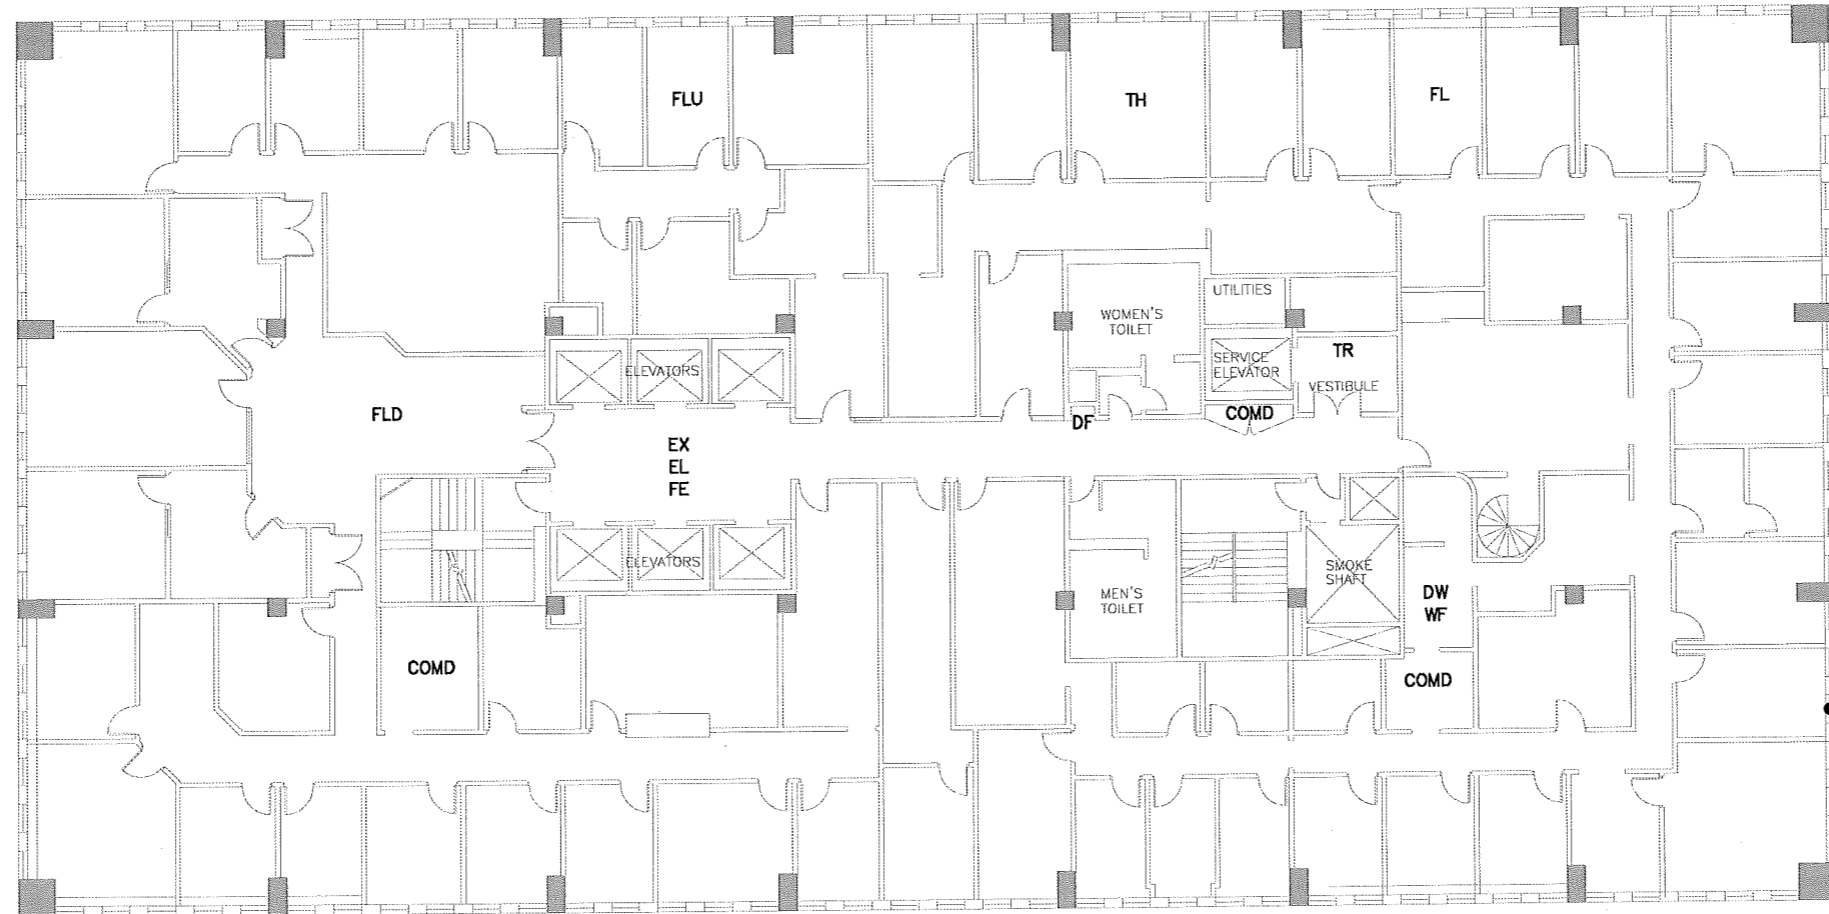 FLU
TH
FL
UTILITIES
WOMEN'S
TOILET
TR
SERVICE
ELEVATOR
VESTIBULE
ELEVATORS
FLD
COMD
DF
EX
EL
FE
ELEVATORS
SMOKE
SHAFT
MEN'S
TOILET
DW
WF
COMD
COMD